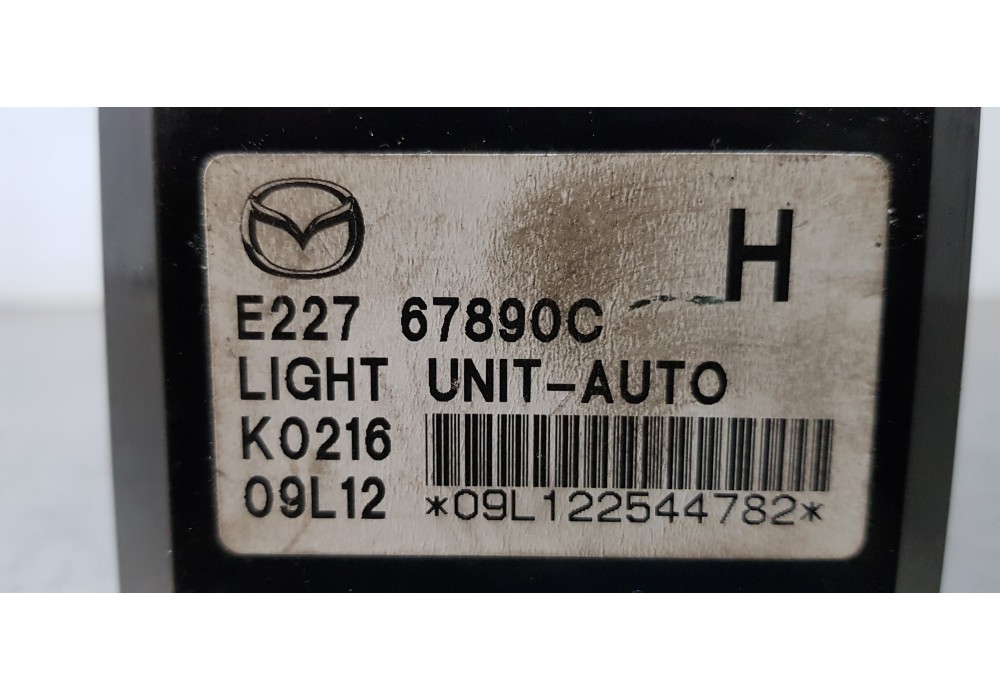 H
E227 67890C
LIGHT UNIT-AUTO
K0216
09L12 *09L122544782*